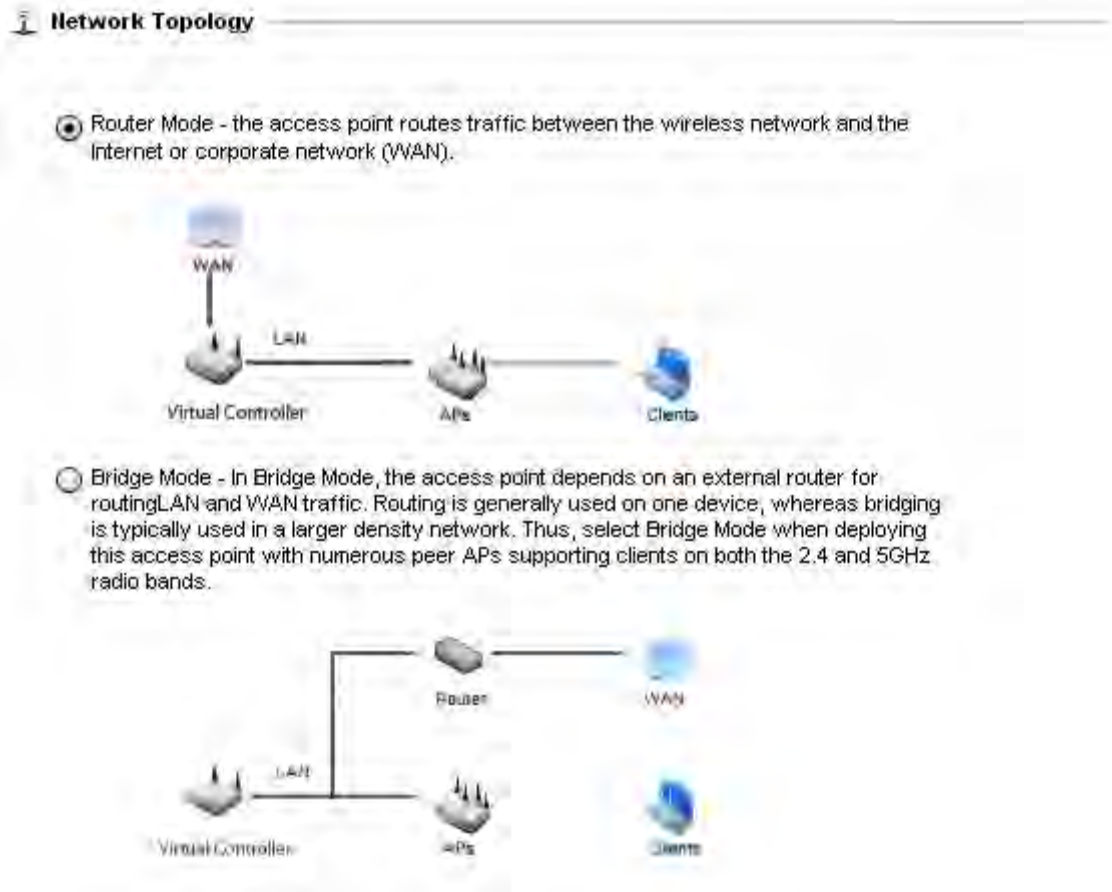 Network Topology
Router Mode - the access point routes traffic between the wireless network and the
Internet or corporate network (WAN).
WAN
LAN
Virtual Controller
APs
Clients
Bridge Mode - In Bridge Mode, the access point depends on an external router for
routingLAN and WAN traffic. Routing is generally used on one device, whereas bridging
is typically used in a larger density network. Thus, select Bridge Mode when deploying
this access point with numerous peer APs supporting clients on both the 2.4 and 5GHz
radio bands.
Router
WAN
LAN
Virtual Controller
APs
Clients